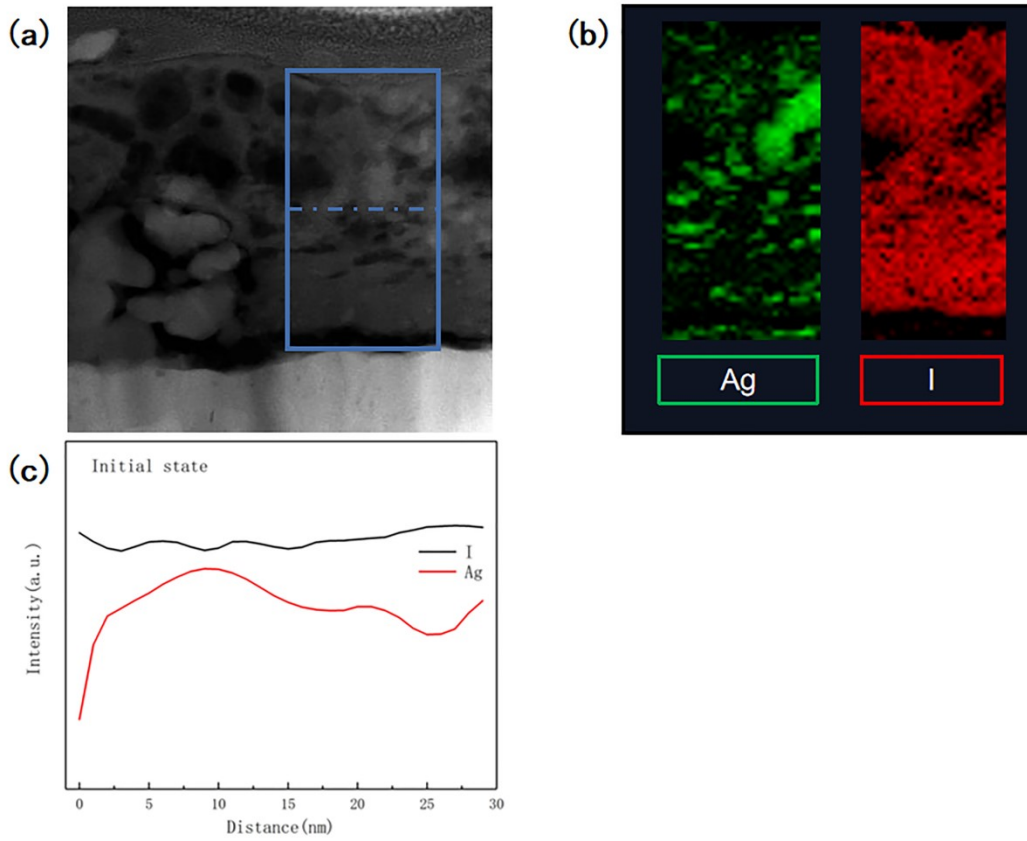 (a)
(b)
Ag
I
(c)
Initial state
I
Ag
Intensity(a.u.)
0 5 10 15 20 25 30
Distance(nm)